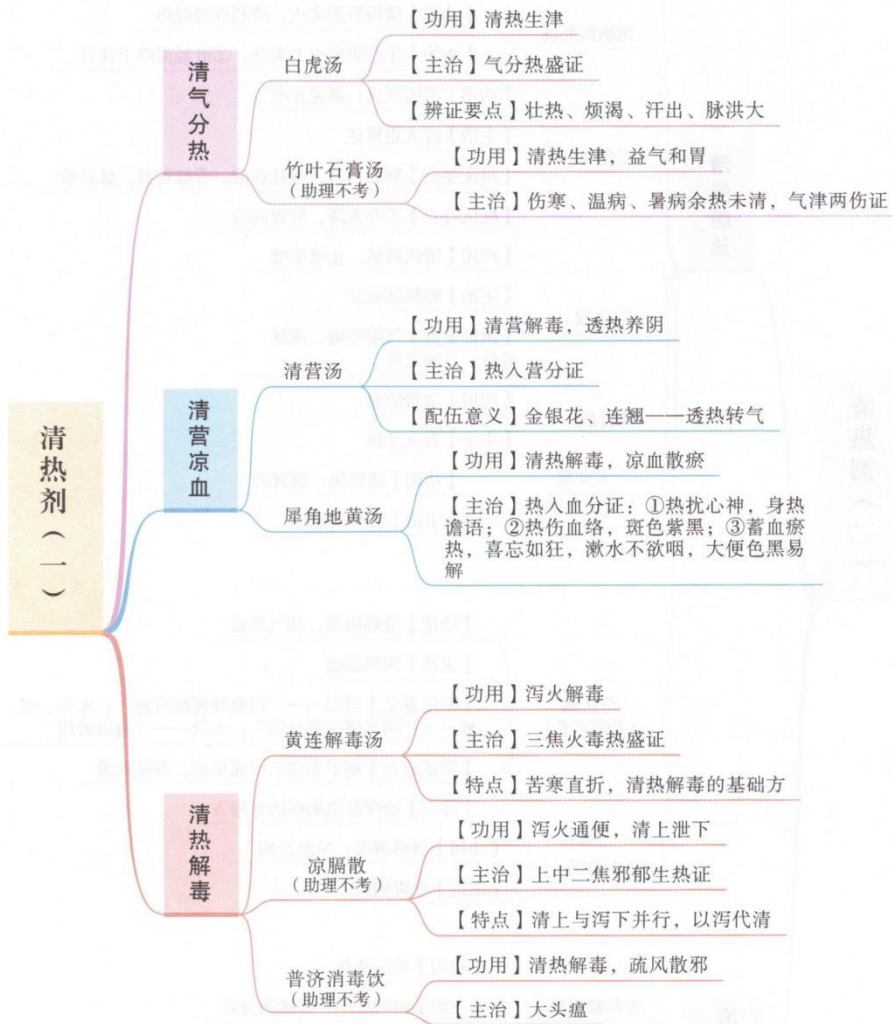 清热剂（一）
清气分热
白虎汤
【功用】清热生津
【主治】气分热盛证
【辨证要点】壮热、烦渴、汗出、脉洪大
竹叶石膏汤
（助理不考）
【功用】清热生津，益气和胃
【主治】伤寒、温病、暑病余热未清，气津两伤证
清营凉血
清营汤
【功用】清营解毒，透热养阴
【主治】热入营分证
【配伍意义】金银花，连翘——透热转气
犀角地黄汤
【功用】清热解毒，凉血散瘀
【主治】热入血分证：①热扰心神，身热
谵语；②热伤血络，斑色紫黑；③蓄血瘀
热，喜忘如狂，漱水不欲咽，大便色黑易
解
清热解毒
黄连解毒汤
【功用】泻火解毒
【主治】三焦火毒热盛证
【特点】苦寒直折，清热解毒的基础方
凉膈散
（助理不考）
【功用】泻火通便，清上泄下
【主治】上中二焦邪郁生热证
【特点】清上与泻下并行，以泻代清
普济消毒饮
（助理不考）
【功用】清热解毒，疏风散邪
【主治】大头瘟